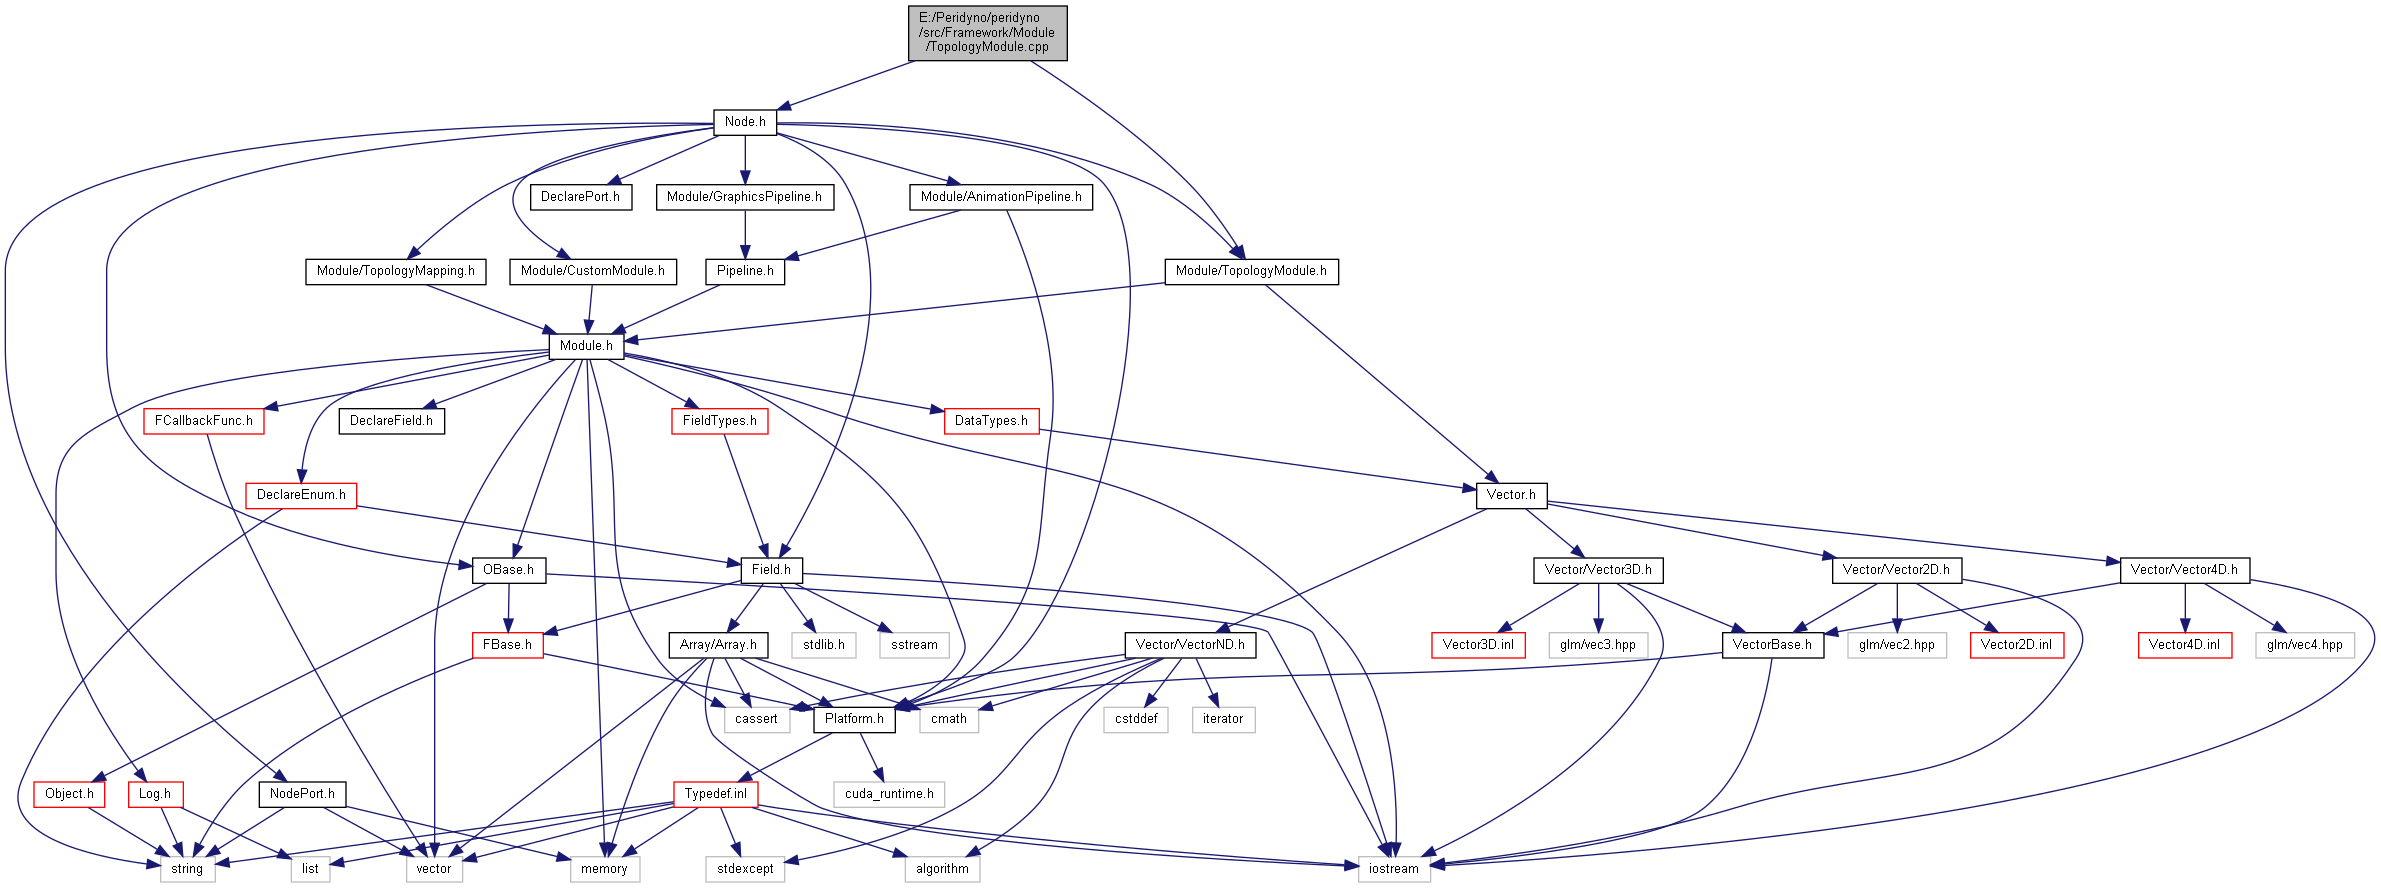 E:/Peridyno/peridyno
/src/Framework/Module
/TopologyModule.cpp
Node.h
DeclarePort.h
Module/GraphicsPipeline.h
Module/AnimationPipeline.h
Module/TopologyMapping.h
Module/CustomModule.h
Pipeline.h
Module/TopologyModule.h
Module.h
FCallbackFunc.h
DeclareField.h
FieldTypes.h
DataTypes.h
DeclareEnum.h
Vector.h
OBase.h
Field.h
Vector/Vector3D.h
Vector/Vector2D.h
Vector/Vector4D.h
FBase.h
Array/Array.h
stdlib.h
sstream
Vector/VectorND.h
Vector3D.inl
glm/vec3.hpp
VectorBase.h
glm/vec2.hpp
Vector2D.inl
Vector4D.inl
glm/vec4.hpp
cassert
Platform.h
cmath
cstddef
iterator
Object.h
Log.h
NodePort.h
Typedef.inl
cuda_runtime.h
string
list
vector
memory
stdexcept
algorithm
iostream